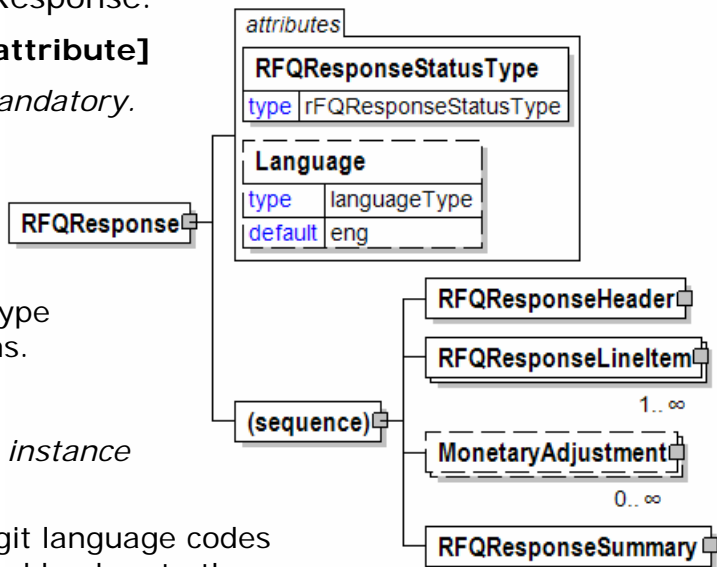 Response.
attribute]
andatory.
ype
ns.
instance
git language codes
attributes
RFQResponseStatusType
type rFQResponseStatusType
Language
type languageType
default eng
RFQResponse
(sequence)
RFQResponseHeader
RFQResponseLineItem
1.. ∞
MonetaryAdjustment
0.. ∞
RFQResponseSummary